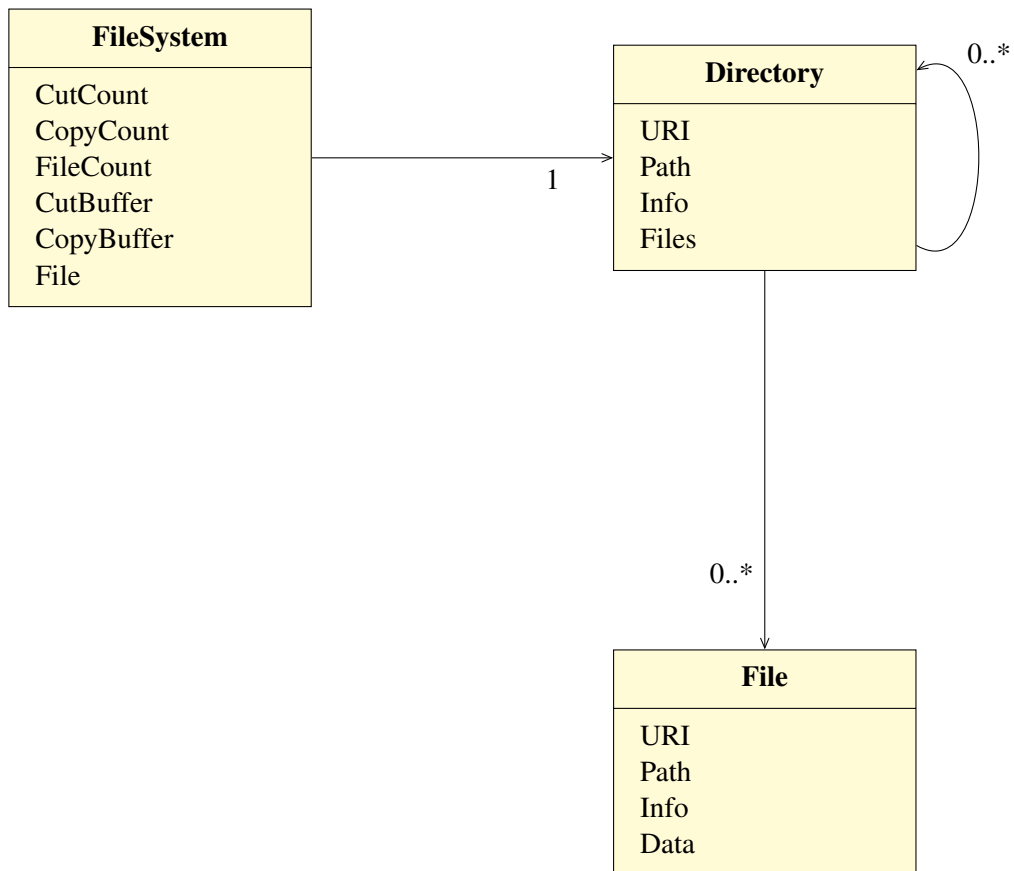 FileSystem
CutCount
CopyCount
FileCount
CutBuffer
CopyBuffer
File
1
Directory
URI
Path
Info
Files
0..*
0..*
File
URI
Path
Info
Data